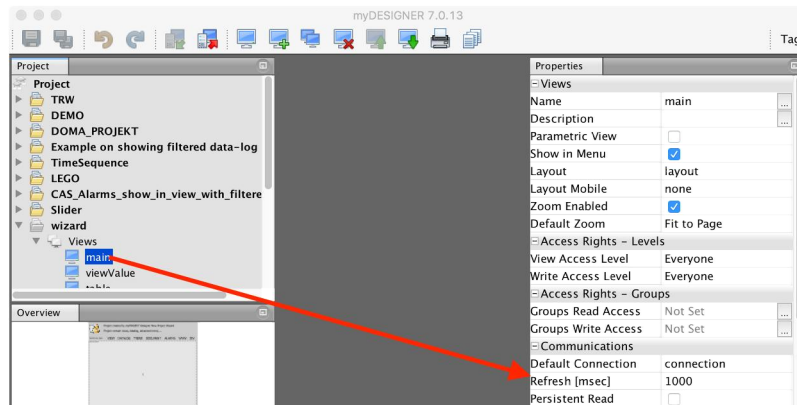 myDESIGNER 7.0.13
Tag
Project
Project
TRW
DEMO
DOMA_PROJEKT
Example on showing filtered data-log
TimeSequence
LEGO
CAS_Alarms_show_in_view_with_filtere
Slider
wizard
Views
main
viewValue
table
Overview
Properties
Views
Name main ...
Description ...
Parametric View
Show in Menu
Layout layout
Layout Mobile none
Zoom Enabled
Default Zoom Fit to Page
Access Rights - Levels
View Access Level Everyone
Write Access Level Everyone
Access Rights - Groups
Groups Read Access Not Set ...
Groups Write Access Not Set ...
Communications
Default Connection connection
Refresh [msec] 1000
Persistent Read